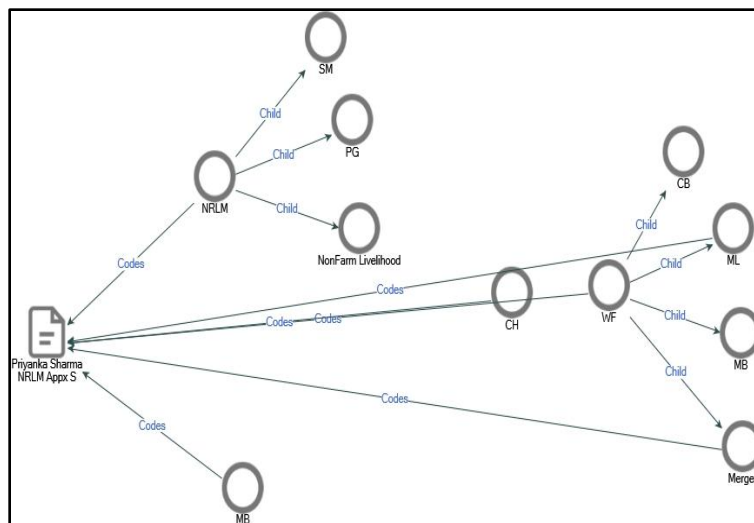 SM
Child
PG
Child
NRLM
Child
CB
Child
NonFarm Livelihood
ML
Codes
Child
Codes
Codes
Codes
CH
WF
Child
MB
Priyanka Sharma
NRLM Appx S
Child
Codes
Codes
Merge
MB